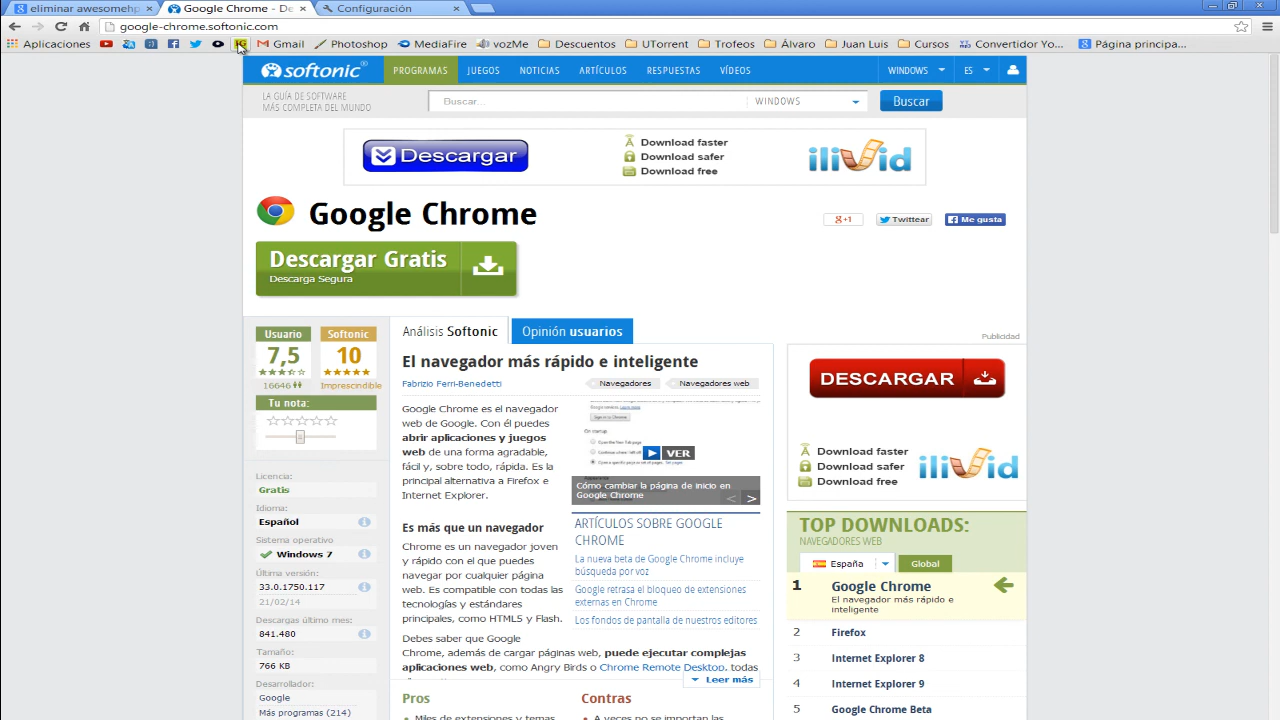 eliminar awesomehp
Google Chrome - De
Configuración
google-chrome.softonic.com
Aplicaciones
Gmail
Photoshop
MediaFire
vozMe
Descuentos
UTorrent
Trofeos
Álvaro
Juan Luis
Cursos
Convertidor Yo...
Página principa...
softonic
PROGRAMAS
JUEGOS
NOTICIAS
ARTÍCULOS
RESPUESTAS
VÍDEOS
WINDOWS
ES
LA GUÍA DE SOFTWARE
MÁS COMPLETA DEL MUNDO
Buscar...
WINDOWS
Buscar
Descargar
Download faster
Download safer
Download free
ilivid
Google Chrome
+1
Twittear
Me gusta
Descargar Gratis
Descarga Segura
Usuario
7,5
16646
Softonic
10
Imprescindible
Tu nota:
Licencia:
Gratis
Idioma:
Español
Sistema operativo
Windows 7
Última versión:
33.0.1750.117
21/02/14
Descargas último mes:
841.480
Tamaño:
766 KB
Desarrollador:
Google
Más programas (214)
Análisis Softonic
Opinión usuarios
El navegador más rápido e inteligente
Fabrizio Ferri-Benedetti
Navegadores
Navegadores web
Google Chrome es el navegador
web de Google. Con él puedes
abrir aplicaciones y juegos
web de una forma agradable,
fácil y, sobre todo, rápida. Es la
principal alternativa a Firefox e
Internet Explorer.
Es más que un navegador
Chrome es un navegador joven
y rápido con el que puedes
navegar por cualquier página
web. Es compatible con todas las
tecnologías y estándares
principales, como HTML5 y Flash.
Debes saber que Google
Chrome, además de cargar páginas web, puede ejecutar complejas
aplicaciones web, como Angry Birds o Chrome Remote Desktop, todas
Leer más
Pros
Miles de extensiones y temas
Contras
A veces no se importan las
VER
Cómo cambiar la página de inicio en
Google Chrome
ARTÍCULOS SOBRE GOOGLE
CHROME
La nueva beta de Google Chrome incluye
búsqueda por voz
Google retrasa el bloqueo de extensiones
externas en Chrome
Los fondos de pantalla de nuestros editores
Publicidad
DESCARGAR
Download faster
Download safer
Download free
ilivid
TOP DOWNLOADS:
NAVEGADORES WEB
España
Global
1 Google Chrome
El navegador más rápido e
inteligente
2 Firefox
3 Internet Explorer 8
4 Internet Explorer 9
5 Google Chrome Beta